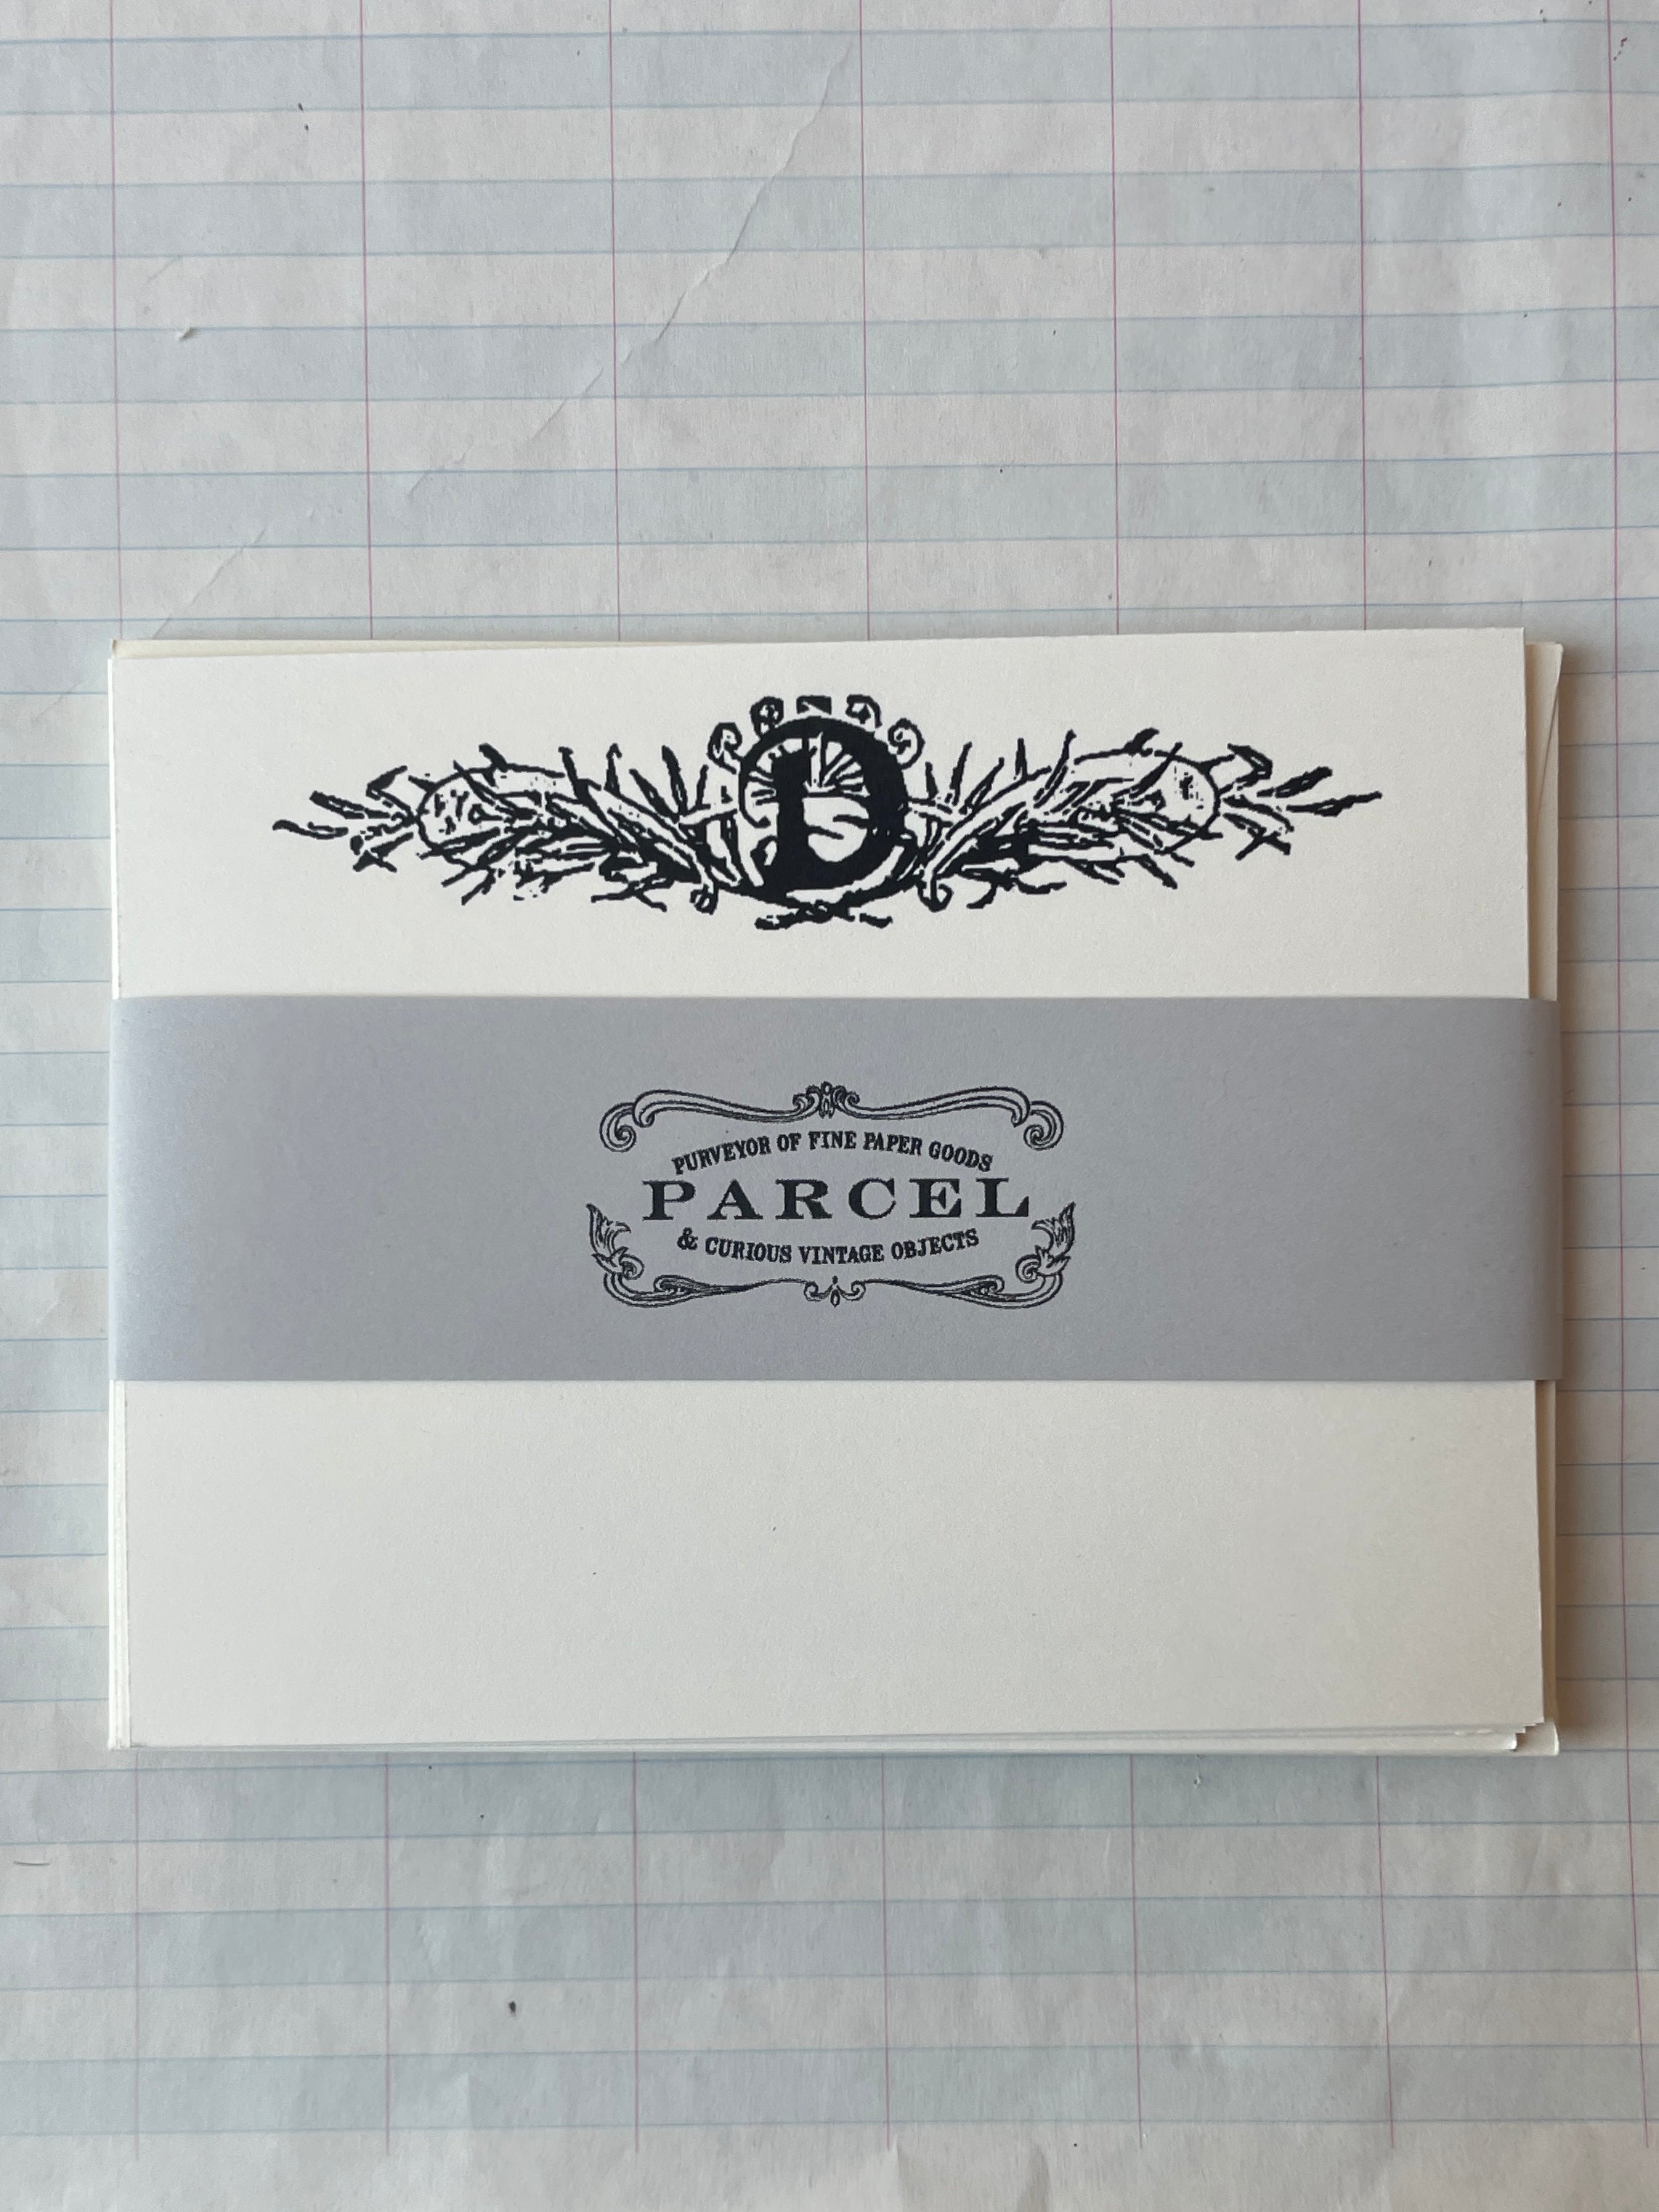 D
PURVEYOR OF FINE PAPER GOODS
PARCEL
& CURIOUS VINTAGE OBJECTS